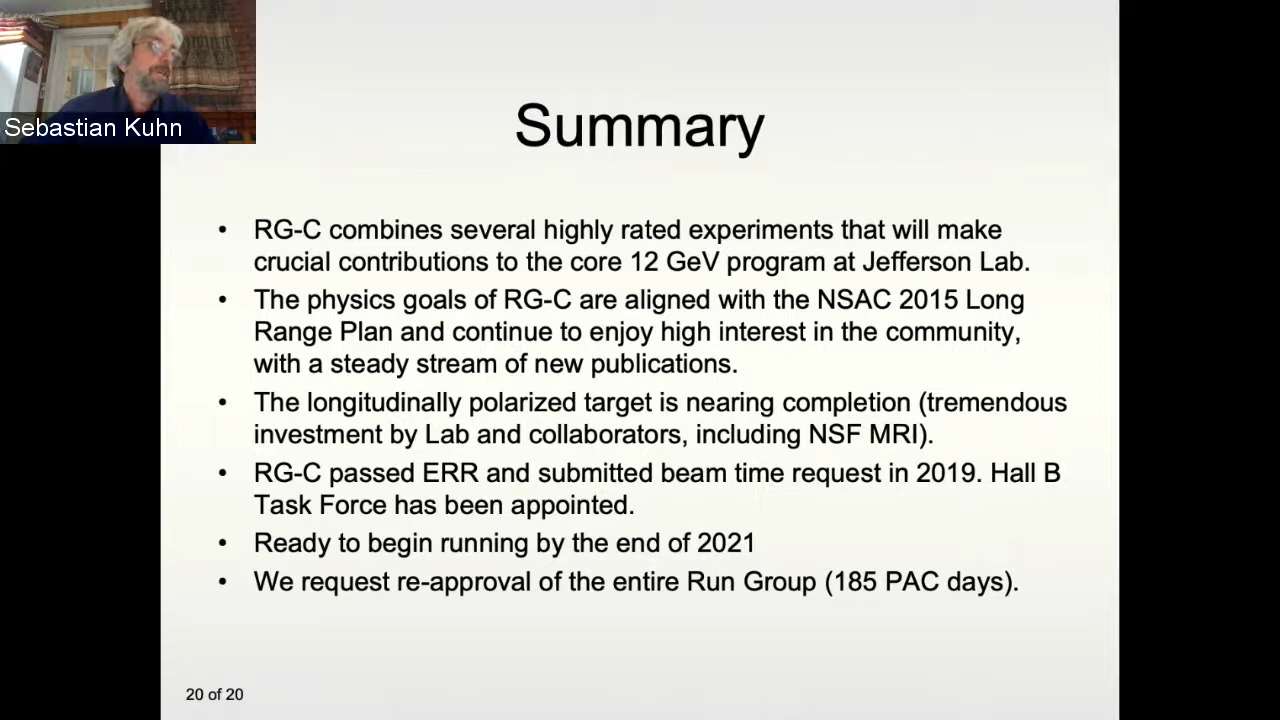 Sebastian Kuhn
Summary
• RG-C combines several highly rated experiments that will make
crucial contributions to the core 12 GeV program at Jefferson Lab.
• The physics goals of RG-C are aligned with the NSAC 2015 Long
Range Plan and continue to enjoy high interest in the community,
with a steady stream of new publications.
• The longitudinally polarized target is nearing completion (tremendous
investment by Lab and collaborators, including NSF MRI).
• RG-C passed ERR and submitted beam time request in 2019. Hall B
Task Force has been appointed.
• Ready to begin running by the end of 2021
• We request re-approval of the entire Run Group (185 PAC days).
20 of 20